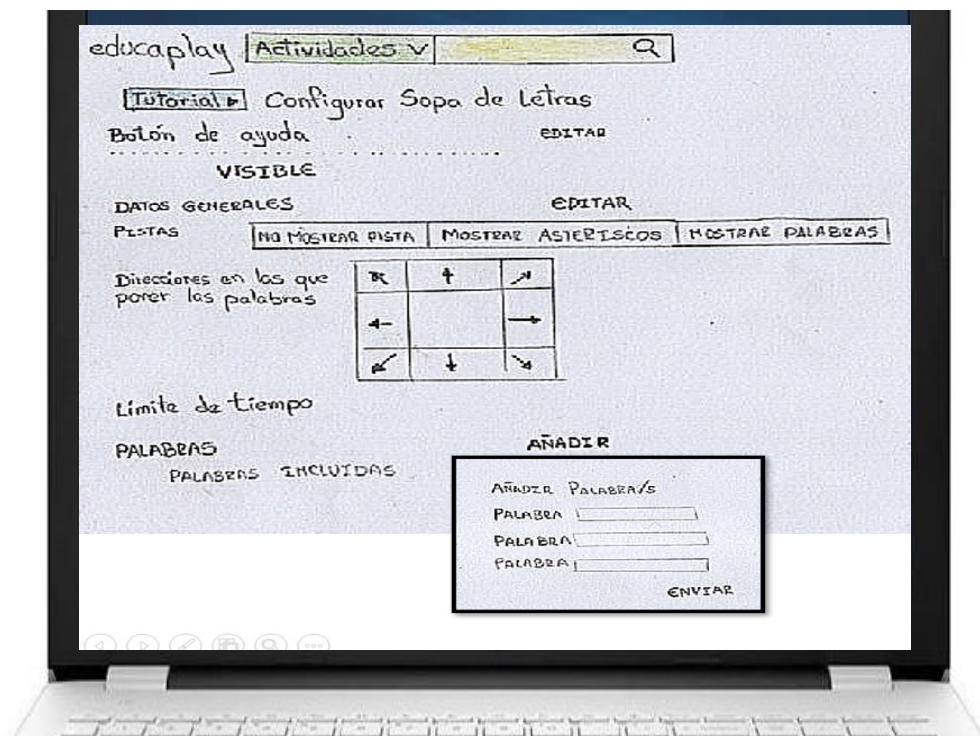 educaplay Actividades
Tutorial Configurar Sopa de Letras
Botón de ayuda EDITAR
VISIBLE
DATOS GENERALES EDITAR
PISTAS NO MOSTRAR PISTA MOSTRAR ASTERISCOS MOSTRAR PALABRAS
Direcciones en las que
poner las palabras
Límite de tiempo
PALABRAS AÑADIR
PALABRAS INCLUIDAS
AÑADIR PALABRA/S
PALABRA
PALABRA
PALABRA
ENVIAR